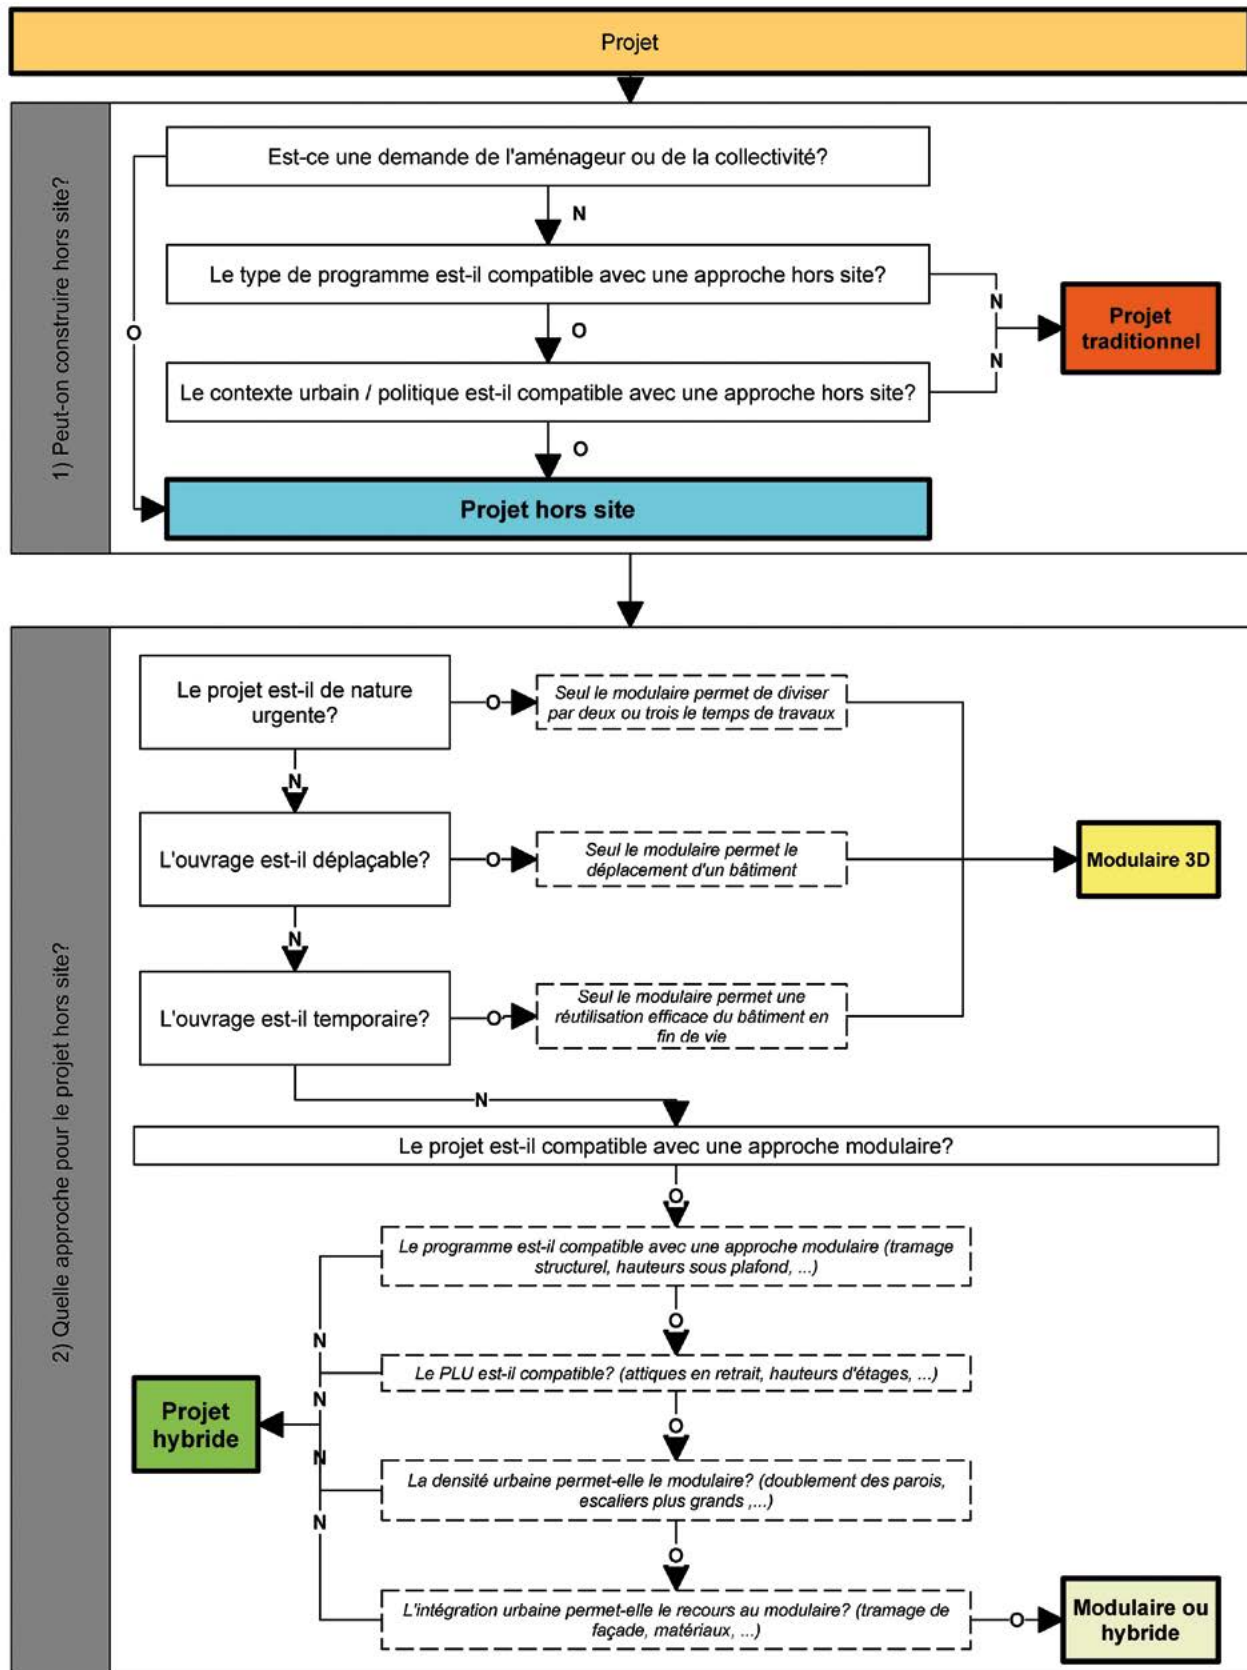 Projet
1) Peut-on construire hors site?
Est-ce une demande de l'aménageur ou de la collectivité?
N
Le type de programme est-il compatible avec une approche hors site?
N
O
O
Projet
traditionnel
N
Le contexte urbain / politique est-il compatible avec une approche hors site?
O
Projet hors site
2) Quelle approche pour le projet hors site?
Le projet est-il de nature
urgente?
O
Seul le modulaire permet de diviser
par deux ou trois le temps de travaux
N
L'ouvrage est-il déplaçable?
O
Seul le modulaire permet le
déplacement d'un bâtiment
Modulaire 3D
N
L'ouvrage est-il temporaire?
O
Seul le modulaire permet une
réutilisation efficace du bâtiment en
fin de vie
N
Le projet est-il compatible avec une approche modulaire?
O
Le programme est-il compatible avec une approche modulaire (tramage
structurel, hauteurs sous plafond, ...)
O
N
Le PLU est-il compatible? (attiques en retrait, hauteurs d'étages, ...)
N
O
Projet
hybride
N
La densité urbaine permet-elle le modulaire? (doublement des parois,
escaliers plus grands ,...)
N
O
L'intégration urbaine permet-elle le recours au modulaire? (tramage de
façade, matériaux, ...)
O
Modulaire ou
hybride